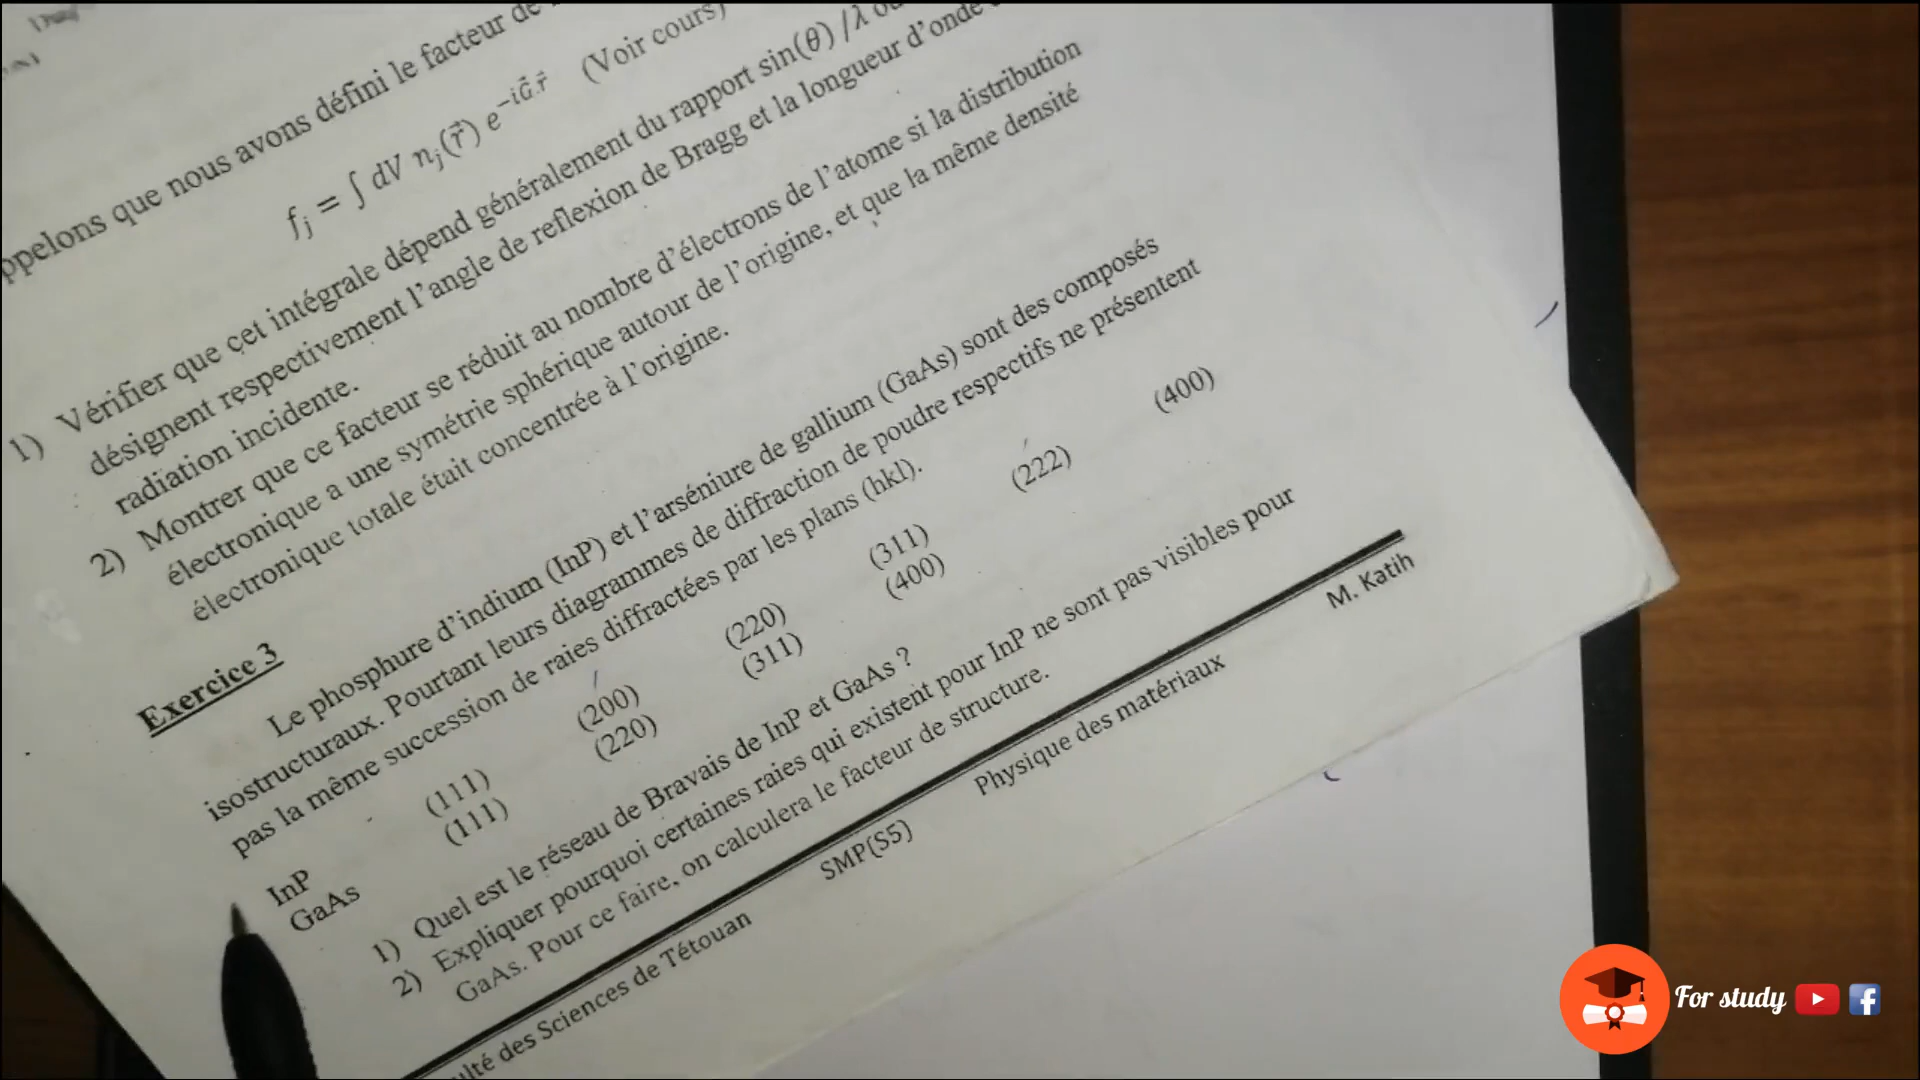 ppelons que nous avons défini le facteur de
f_j = ∫ dV n_j(r⃗) e^{-iG⃗.r⃗} (Voir cours)
1) Vérifier que cet intégrale dépend généralement du rapport sin(θ) /λ où
désignent respectivement l'angle de reflexion de Bragg et la longueur d'onde
radiation incidente.
2) Montrer que ce facteur se réduit au nombre d'électrons de l'atome si la distribution
électronique a une symétrie sphérique autour de l'origine, et que la même densité
électronique totale était concentrée à l'origine.
Exercice 3
Le phosphure d'indium (InP) et l'arséniure de gallium (GaAs) sont des composés
isostructuraux. Pourtant leurs diagrammes de diffraction de poudre respectifs ne présentent
pas la même succession de raies diffractées par les plans (hkl).
InP (111) (200) (220) (311) (222) (400)
GaAs (111) (220) (311) (400)
1) Quel est le réseau de Bravais de InP et GaAs ?
2) Expliquer pourquoi certaines raies qui existent pour InP ne sont pas visibles pour
GaAs. Pour ce faire, on calculera le facteur de structure.
ulté des Sciences de Tétouan SMP(S5) Physique des matériaux M. Katih
For study